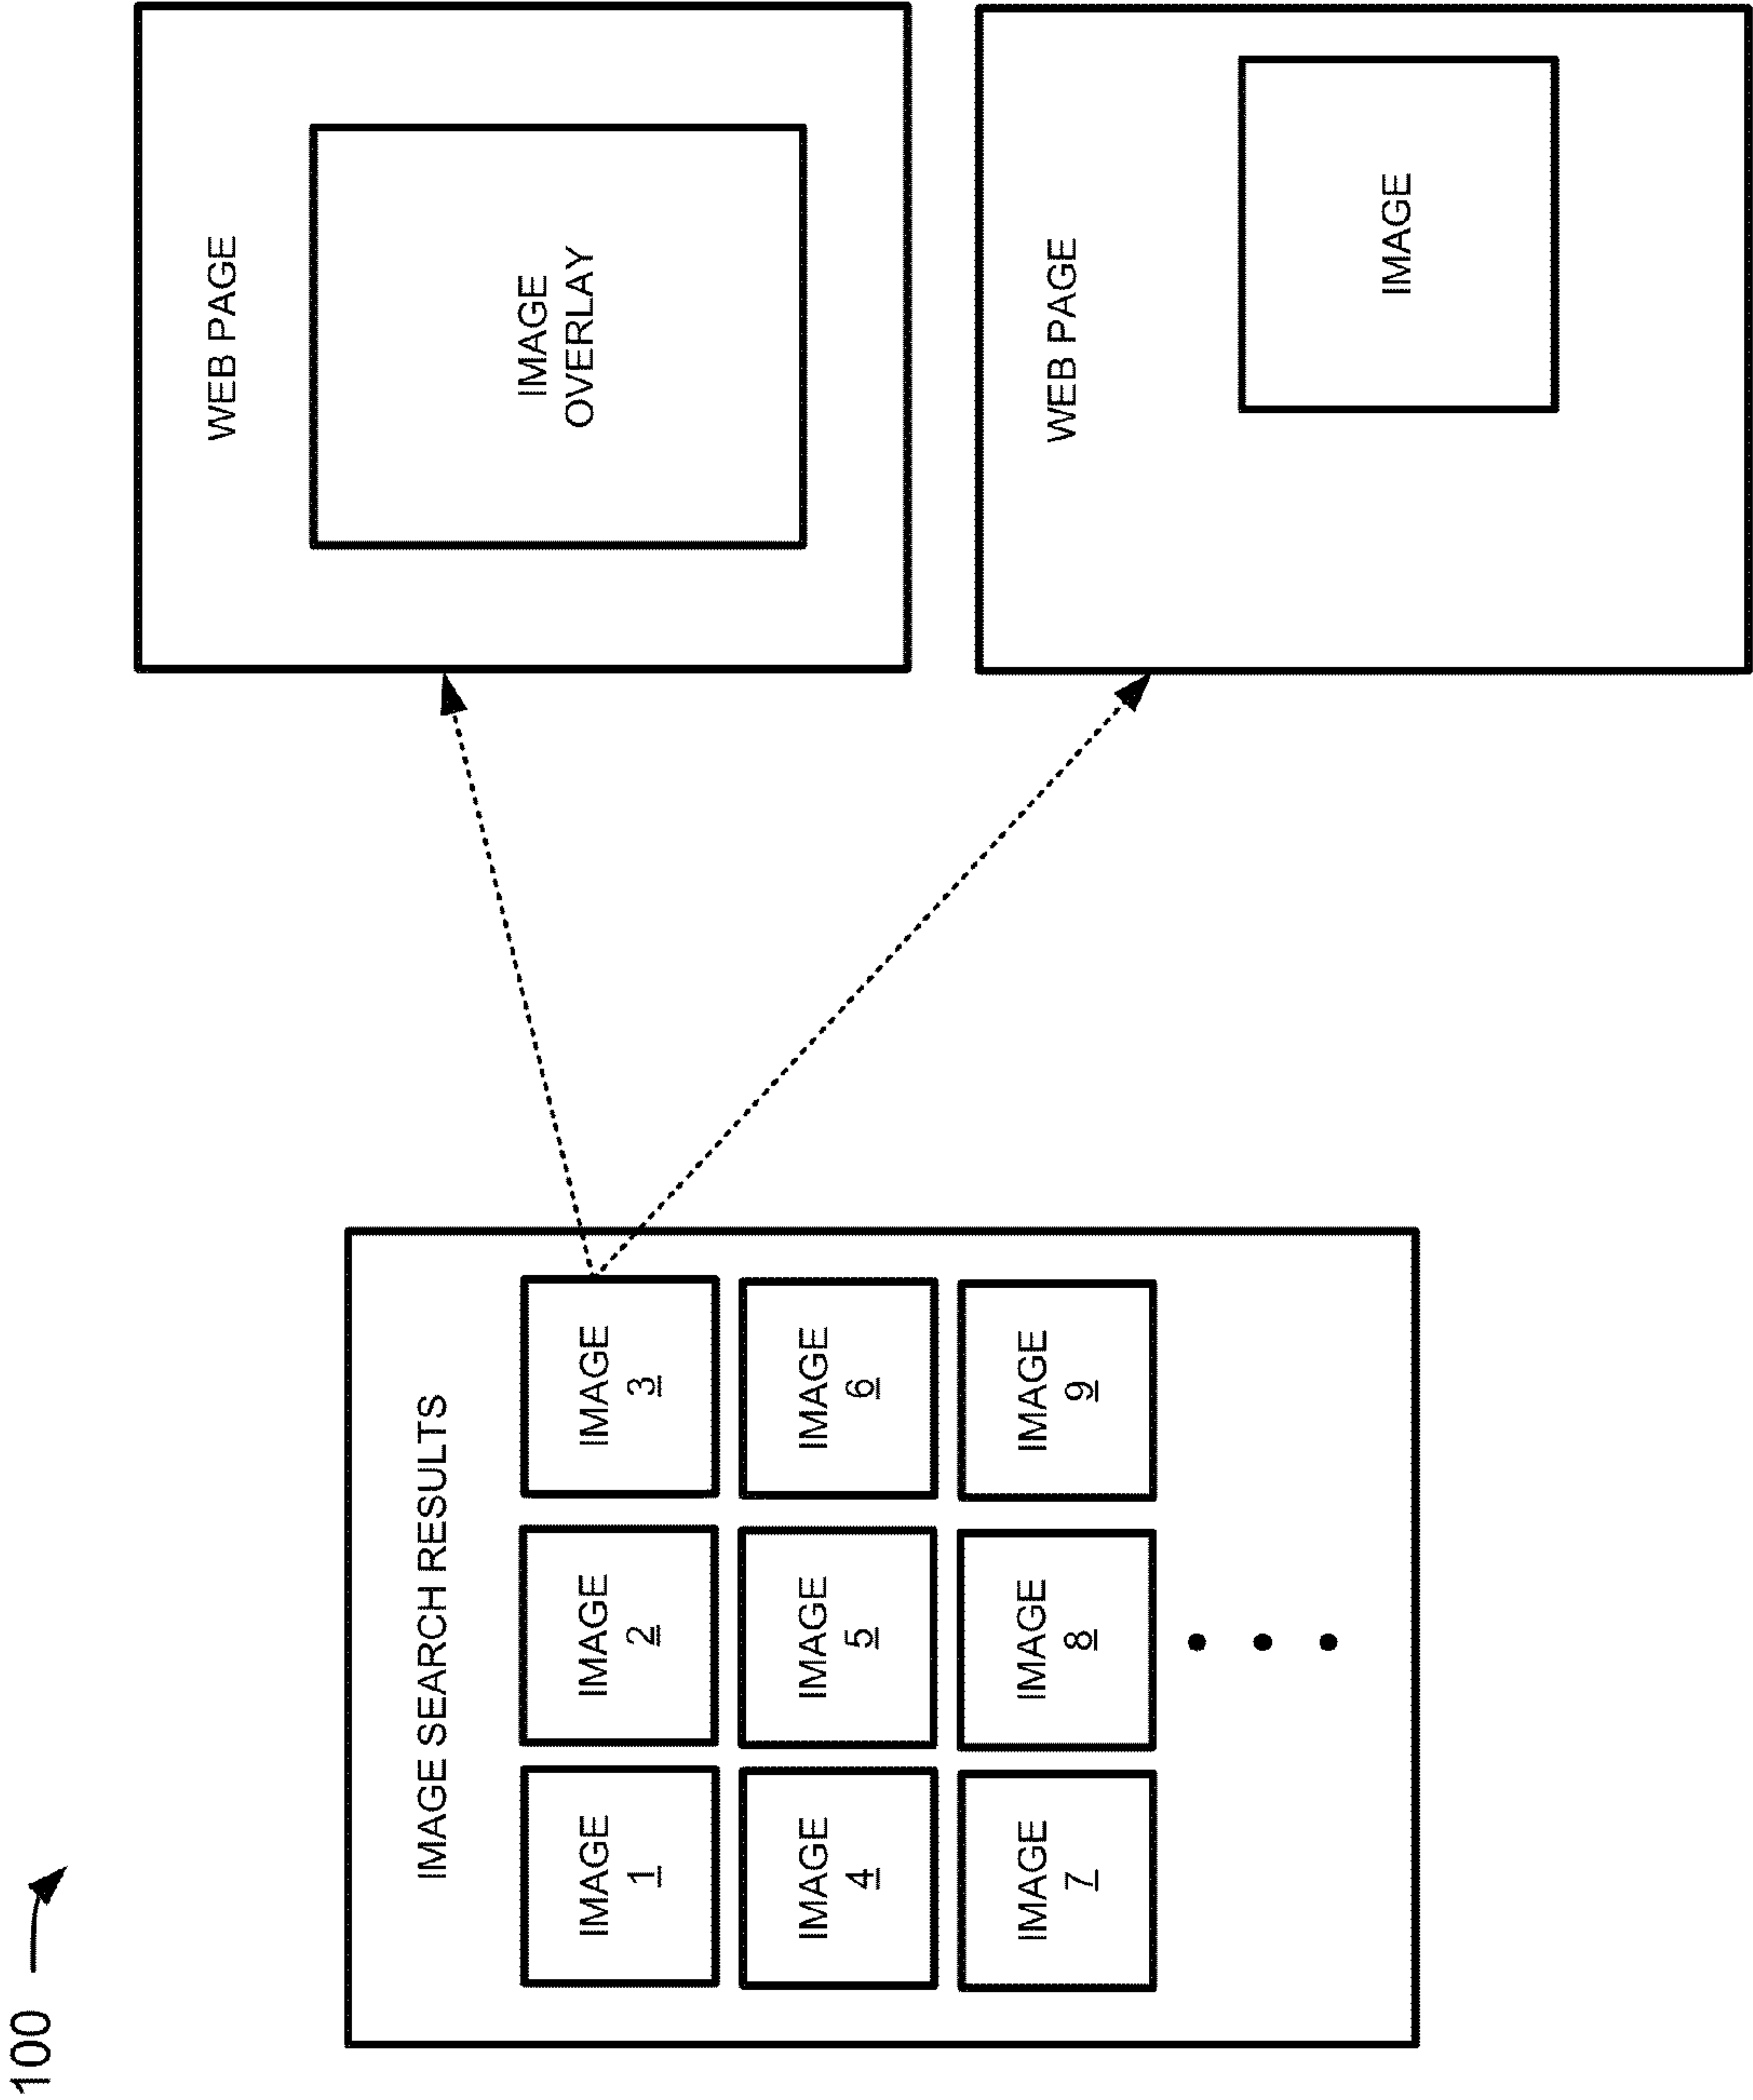 100
IMAGE SEARCH RESULTS
IMAGE
1
IMAGE
2
IMAGE
3
IMAGE
4
IMAGE
5
IMAGE
6
IMAGE
7
IMAGE
8
IMAGE
9
WEB PAGE
IMAGE
OVERLAY
WEB PAGE
IMAGE